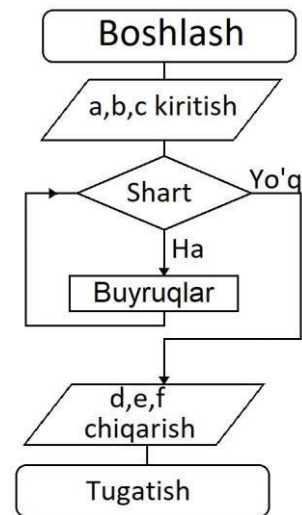 Boshlash
a,b,c kiritish
Shart
Yo'q
Ha
Buyruqlar
d,e,f
chiqarish
Tugatish